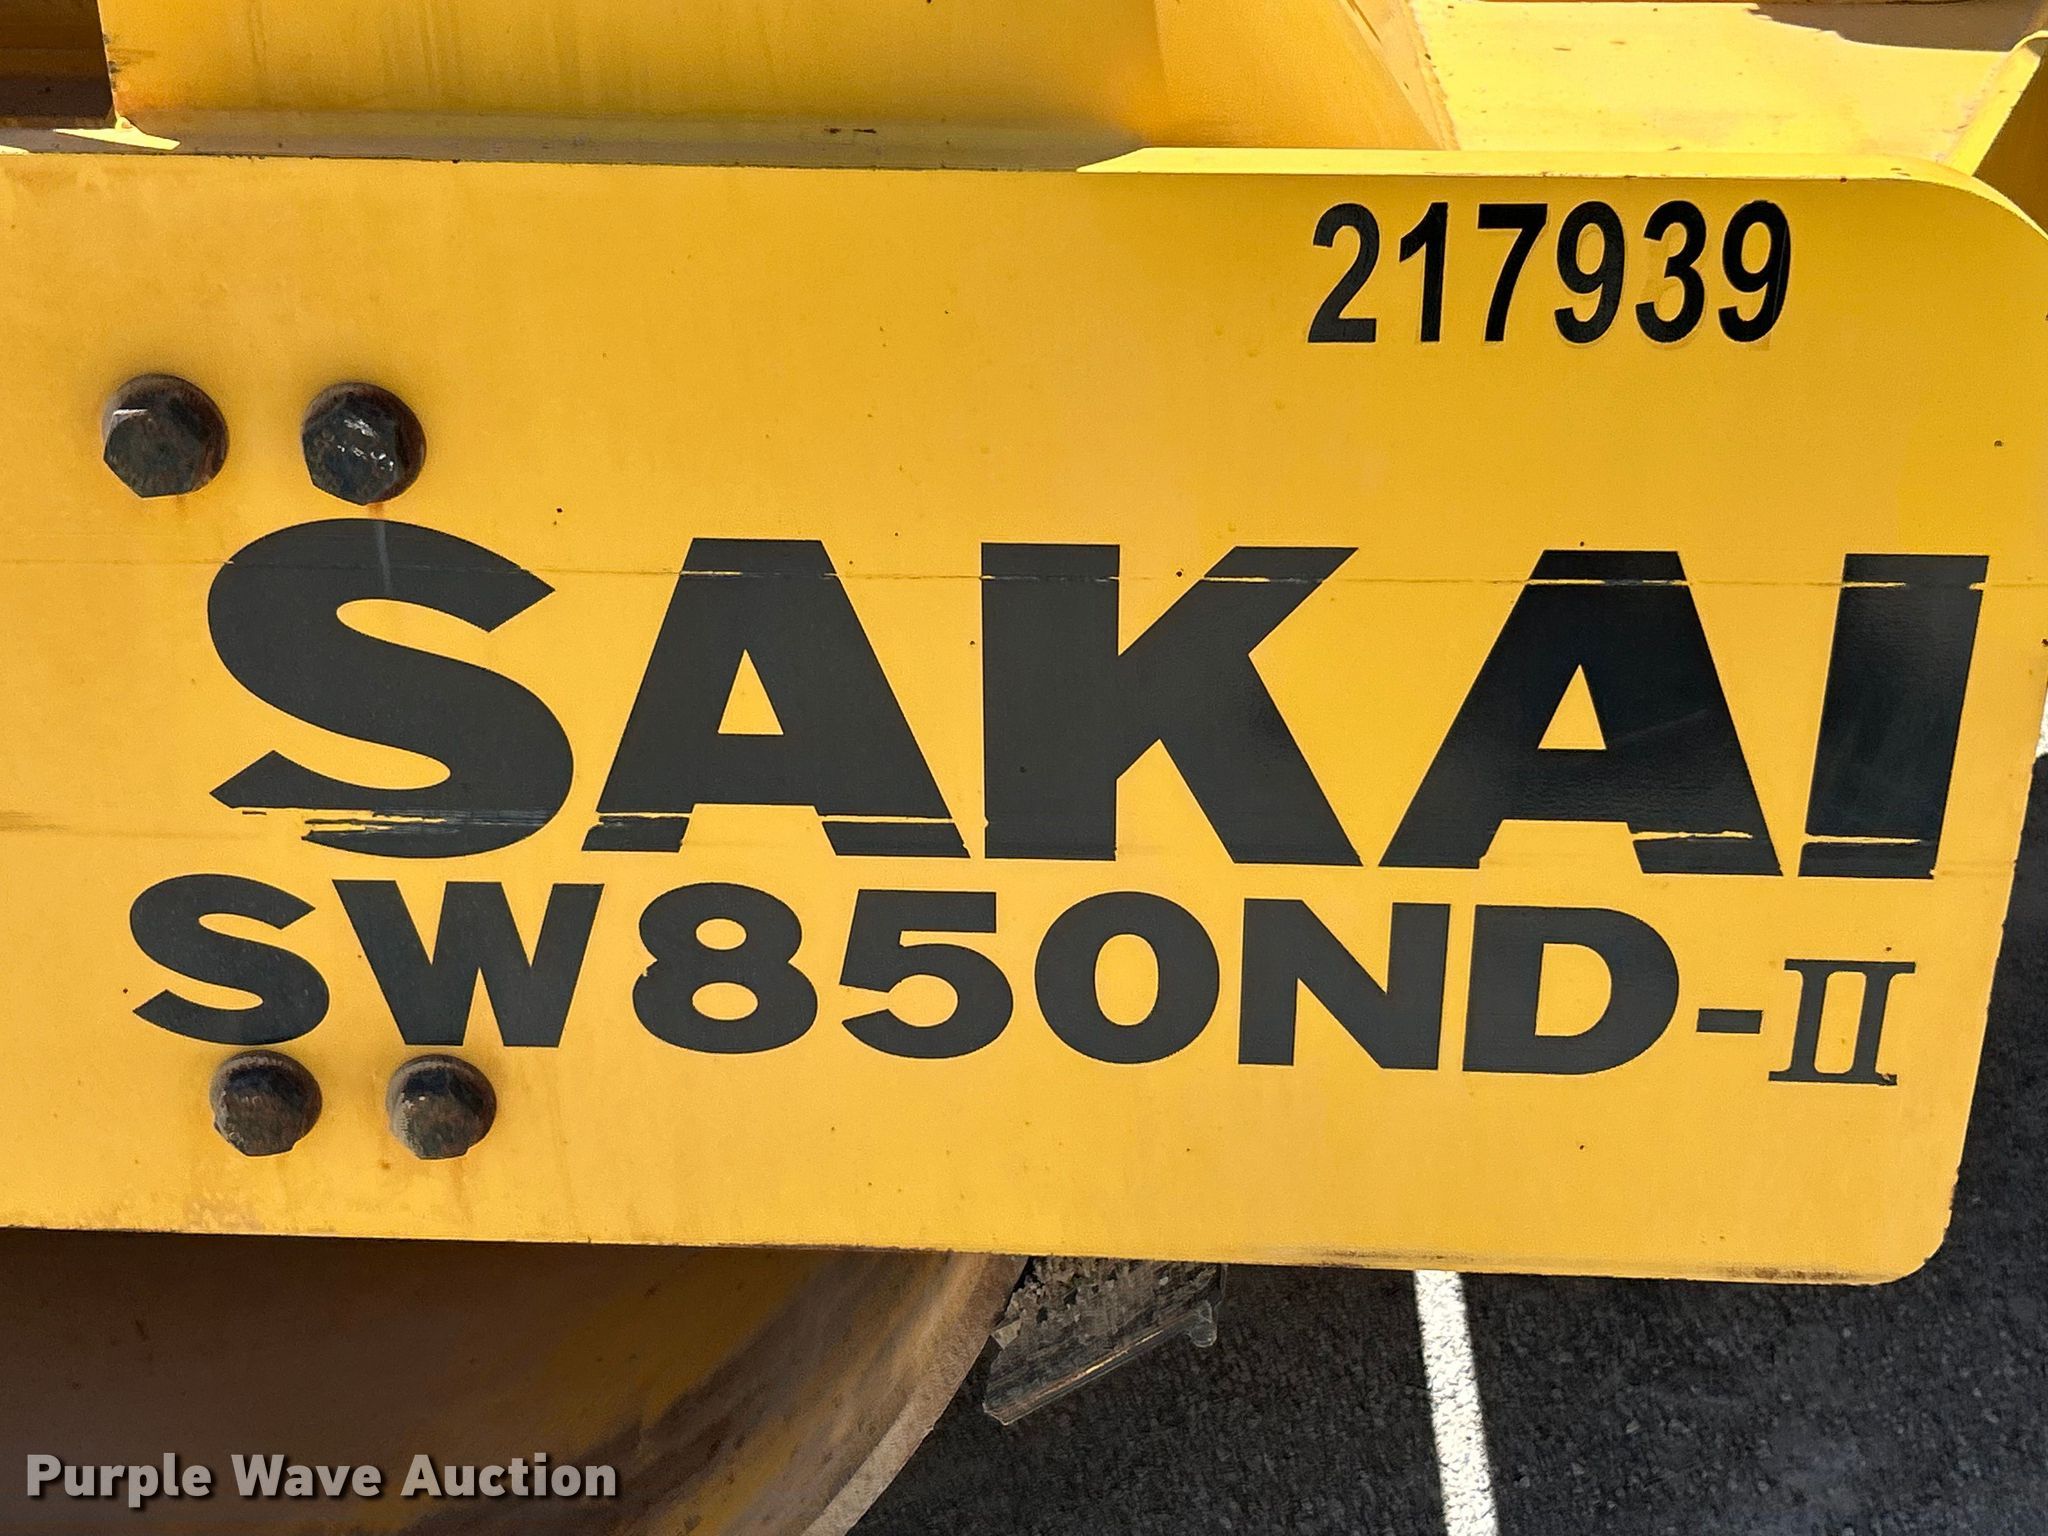 217939
SAKAI
SW850ND-II
Purple Wave Auction